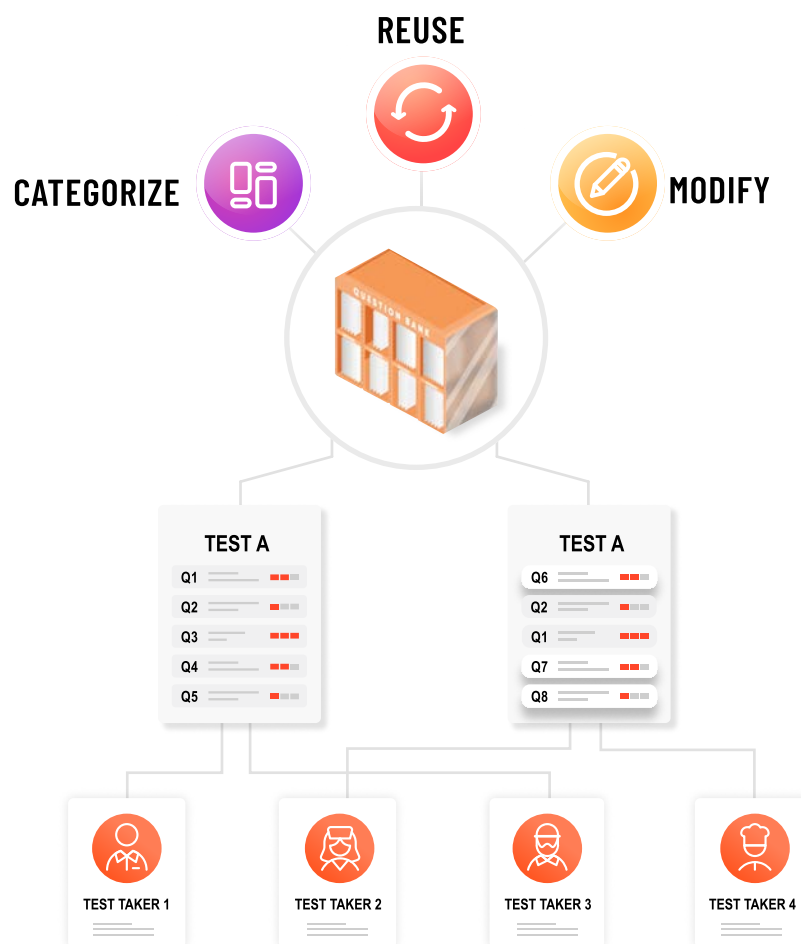 REUSE
CATEGORIZE
MODIFY
QUESTION BANK
TEST A
Q1
Q2
Q3
Q4
Q5
TEST A
Q6
Q2
Q1
Q7
Q8
TEST TAKER 1
TEST TAKER 2
TEST TAKER 3
TEST TAKER 4